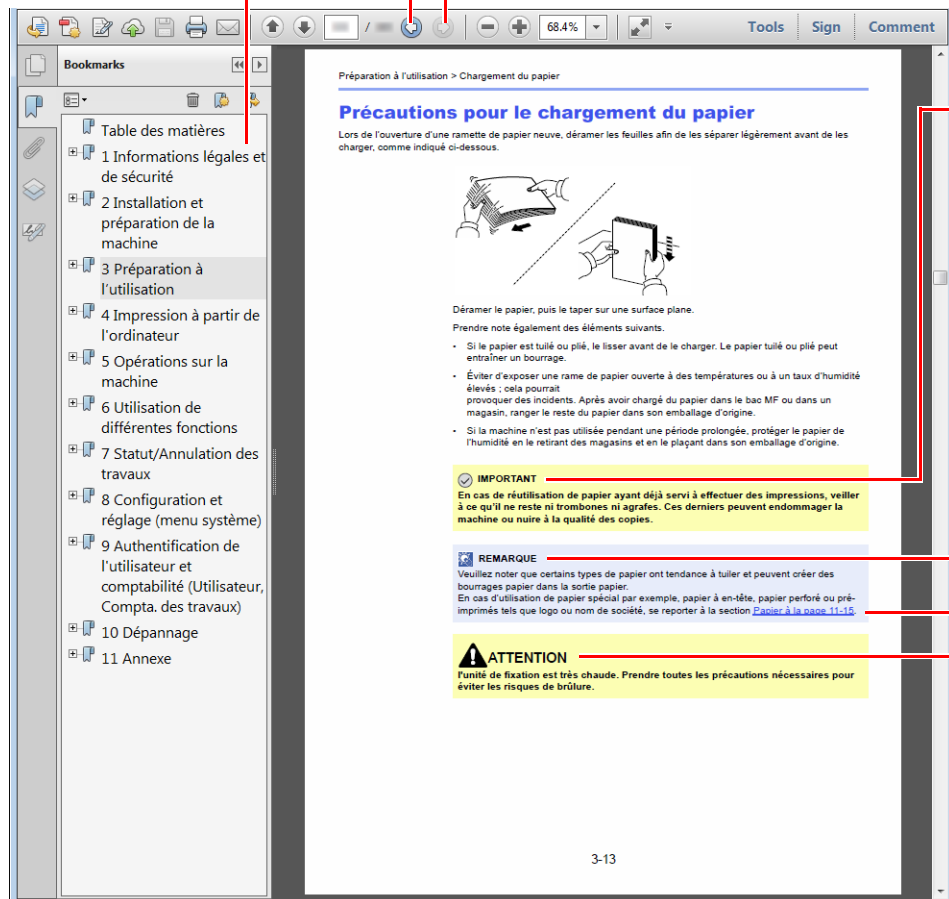 /
68.4%
Tools
Sign
Comment
Bookmarks
Table des matières
1 Informations légales et
de sécurité
2 Installation et
préparation de la
machine
3 Préparation à
l'utilisation
4 Impression à partir de
l'ordinateur
5 Opérations sur la
machine
6 Utilisation de
différentes fonctions
7 Statut/Annulation des
travaux
8 Configuration et
réglage (menu système)
9 Authentification de
l'utilisateur et
comptabilité (Utilisateur,
Compta. des travaux)
10 Dépannage
11 Annexe
Préparation à l'utilisation > Chargement du papier
Précautions pour le chargement du papier
Lors de l'ouverture d'une ramette de papier neuve, déramer les feuilles afin de les séparer légèrement avant de les
charger, comme indiqué ci-dessous.
Déramer le papier, puis le taper sur une surface plane.
Prendre note également des éléments suivants.
• Si le papier est tuilé ou plié, le lisser avant de le charger. Le papier tuilé ou plié peut
entraîner un bourrage.
• Éviter d'exposer une rame de papier ouverte à des températures ou à un taux d'humidité
élevés ; cela pourrait
provoquer des incidents. Après avoir chargé du papier dans le bac MF ou dans un
magasin, ranger le reste du papier dans son emballage d'origine.
• Si la machine n'est pas utilisée pendant une période prolongée, protéger le papier de
l'humidité en le retirant des magasins et en le plaçant dans son emballage d'origine.
IMPORTANT
En cas de réutilisation de papier ayant déjà servi à effectuer des impressions, veiller
à ce qu'il ne reste ni trombones ni agrafes. Ces derniers peuvent endommager la
machine ou nuire à la qualité des copies.
REMARQUE
Veuillez noter que certains types de papier ont tendance à tuiler et peuvent créer des
bourrages papier dans la sortie papier.
En cas d'utilisation de papier spécial par exemple, papier à en-tête, papier perforé ou pré-
imprimés tels que logo ou nom de société, se reporter à la section Papier à la page 11-15.
ATTENTION
l'unité de fixation est très chaude. Prendre toutes les précautions nécessaires pour
éviter les risques de brûlure.
3-13